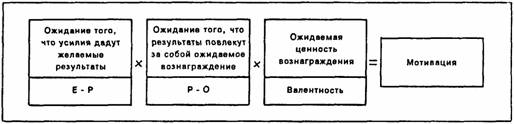 Ожидание того,
что усилия дадут
желаемые
результаты
Е - Р
×
Ожидание того, что
результаты повлекут
за собой ожидаемое
вознаграждение
Р - О
×
Ожидаемая
ценность
вознаграждения
Валентность
=
Мотивация